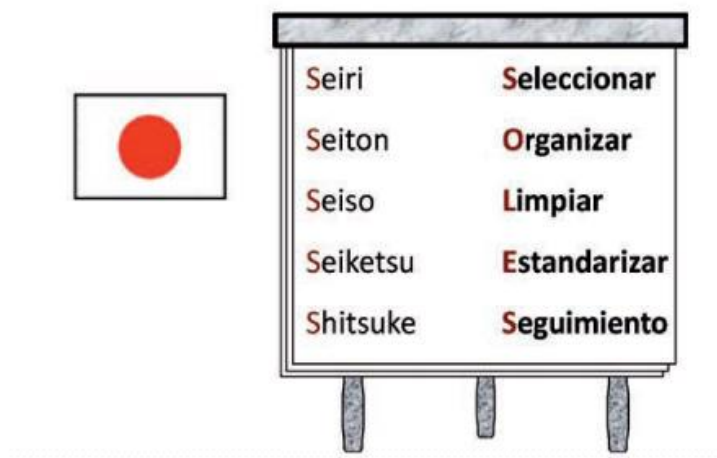 Seiri Seleccionar
Seiton Organizar
Seiso Limpiar
Seiketsu Estandarizar
Shitsuke Seguimiento